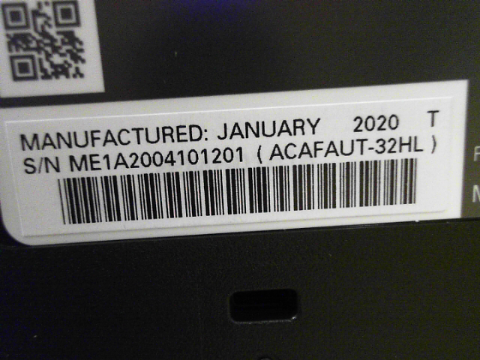 MANUFACTURED: JANUARY 2020 T
S/N ME1A2004101201 ( ACAFAUT-32HL )